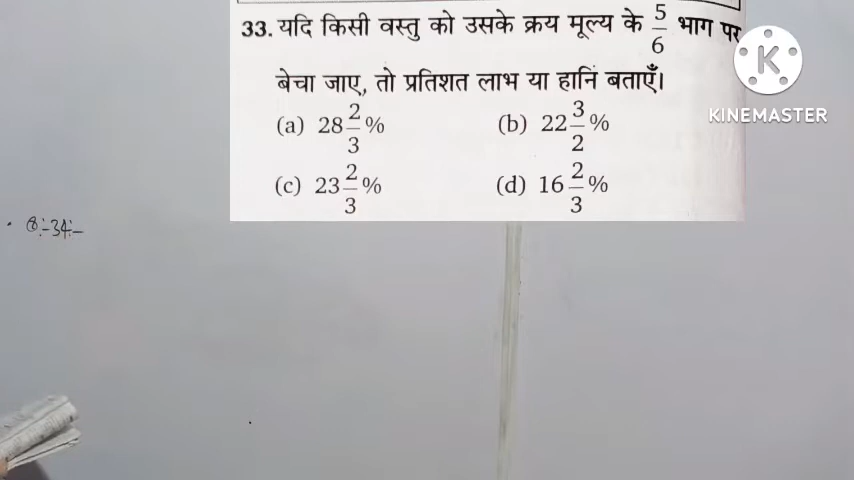 33. यदि किसी वस्तु को उसके क्रय मूल्य के 5/6 भाग पर
बेचा जाए, तो प्रतिशत लाभ या हानि बताएँ।
(a) 28 2/3 % (b) 22 3/2 %
(c) 23 2/3 % (d) 16 2/3 %
KINEMASTER
Q:-34:-